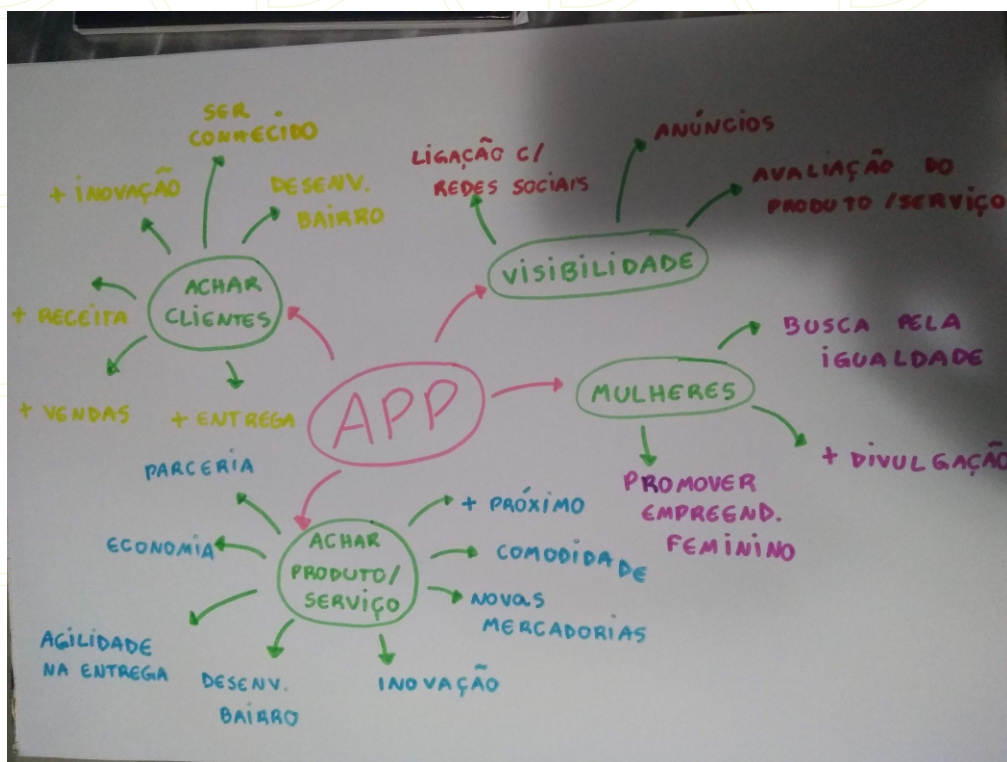 SER
CONHECIDO
+ INOVAÇÃO
DESENV.
BAIRRO
ACHAR
CLIENTES
+ RECEITA
+ VENDAS
+ ENTREGA
LIGAÇÃO C/
REDES SOCIAIS
ANÚNCIOS
AVALIAÇÃO DO
PRODUTO/SERVIÇO
VISIBILIDADE
APP
MULHERES
BUSCA PELA
IGUALDADE
+ DIVULGAÇÃO
PROMOVER
EMPREEND.
FEMININO
PARCERIA
ECONOMIA
ACHAR
PRODUTO/
SERVIÇO
+ PRÓXIMO
COMODIDADE
NOVAS
MERCADORIAS
AGILIDADE
NA ENTREGA
DESENV.
BAIRRO
INOVAÇÃO